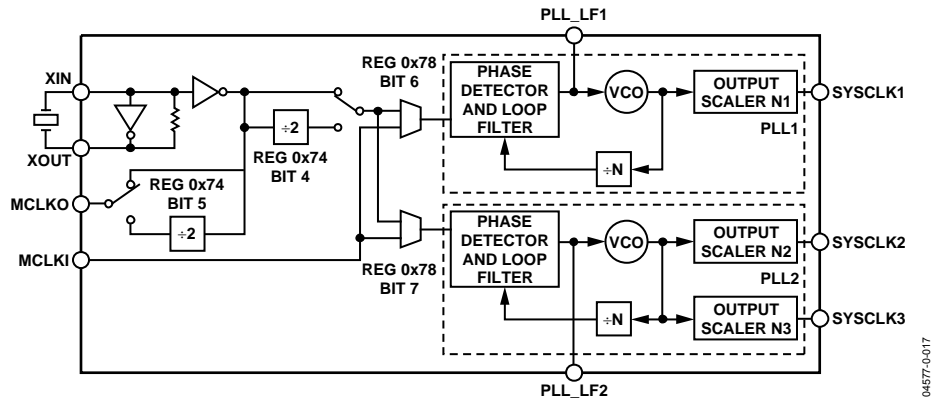 PLL_LF1
XIN
XOUT
MCLKO
MCLKI
REG 0x78
BIT 6
÷2
REG 0x74
BIT 4
REG 0x74
BIT 5
÷2
REG 0x78
BIT 7
PHASE
DETECTOR
AND LOOP
FILTER
VCO
OUTPUT
SCALER N1
PLL1
÷N
SYSCLK1
PHASE
DETECTOR
AND LOOP
FILTER
VCO
OUTPUT
SCALER N2
PLL2
÷N
OUTPUT
SCALER N3
SYSCLK2
SYSCLK3
PLL_LF2
04577-0-017